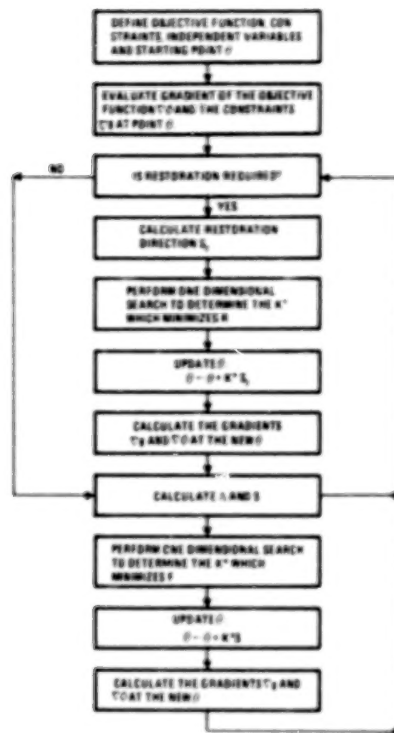 DEFINE OBJECTIVE FUNCTION, CON
STRAINTS, INDEPENDENT VARIABLES
AND STARTING POINT θ
EVALUATE GRADIENT OF THE OBJECTIVE
FUNCTION AND THE CONSTRAINTS
∇g AT POINT θ
IS RESTORATION REQUIRED?
NO
YES
CALCULATE RESTORATION
DIRECTION S
PERFORM ONE DIMENSIONAL
SEARCH TO DETERMINE THE K*
WHICH MINIMIZES R
UPDATE θ
θ = θ + K* S
CALCULATE THE GRADIENTS
∇g AND AT THE NEW θ
CALCULATE AND S
PERFORM ONE DIMENSIONAL SEARCH
TO DETERMINE THE K* WHICH
MINIMIZES F
UPDATE θ
θ = θ + K*S
CALCULATE THE GRADIENTS ∇g AND
AT THE NEW θ